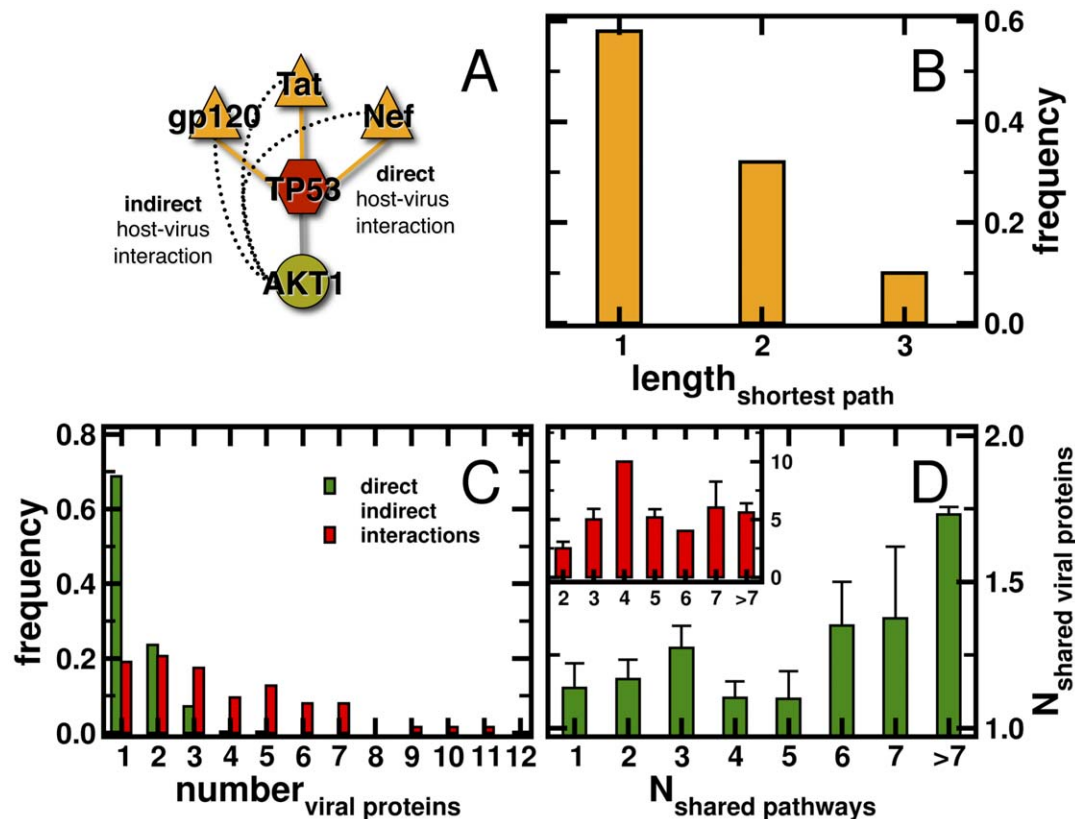 A
Tat
gp120
Nef
TP53
direct
host-virus
interaction
indirect
host-virus
interaction
AKT1
B
0.6
0.4
0.2
0.0
frequency
1 2 3
length shortest path
C
0.8
0.6
0.4
0.2
0.0
frequency
direct
indirect
interactions
1 2 3 4 5 6 7 8 9 10 11 12
number viral proteins
D
10
5
0
2 3 4 5 6 7 >7
2.0
1.5
1.0
N shared viral proteins
1 2 3 4 5 6 7 >7
N shared pathways